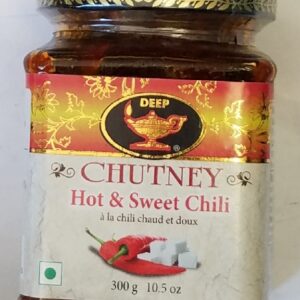 DEEP
CHUTNEY
Hot & Sweet Chili
à la chili chaud et doux
300 g 10.5 oz